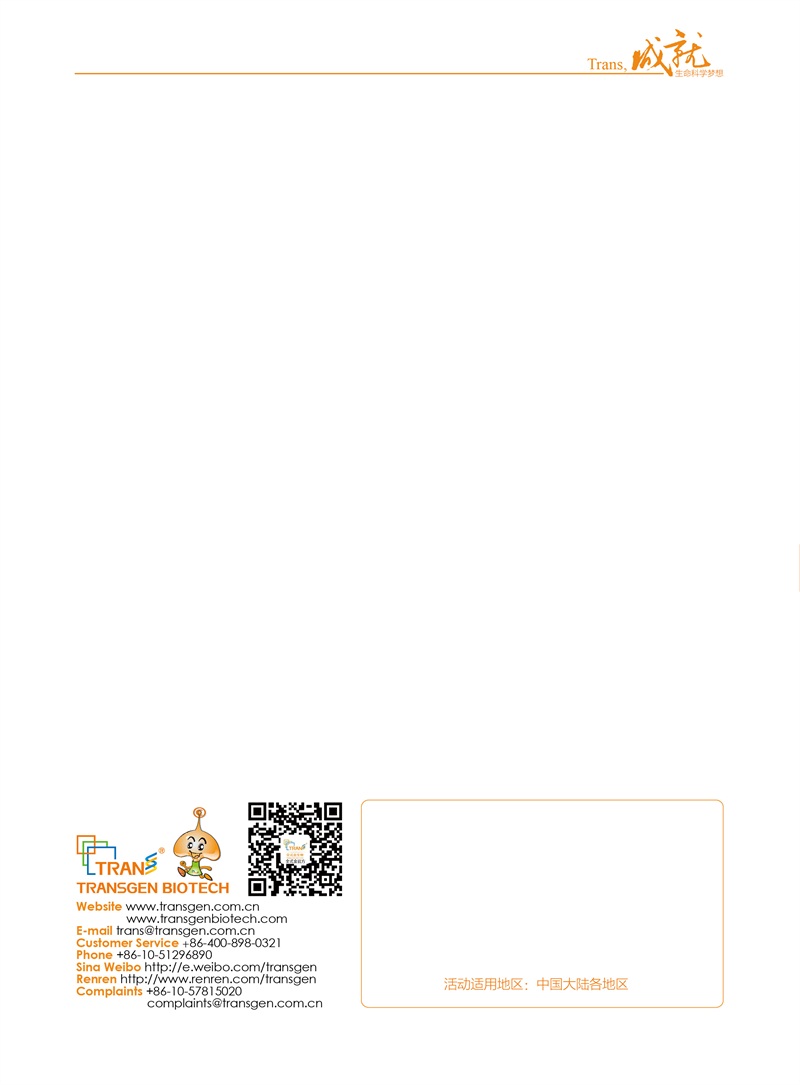 Trans, 成就
生命科学梦想
TRANS®
TRANSGEN BIOTECH
Website www.transgen.com.cn
www.transgenbiotech.com
E-mail trans@transgen.com.cn
Customer Service +86-400-898-0321
Phone +86-10-51296890
Sina Weibo http://e.weibo.com/transgen
Renren http://www.renren.com/transgen
Complaints +86-10-57815020
complaints@transgen.com.cn
TRANS
活动适用地区：中国大陆各地区